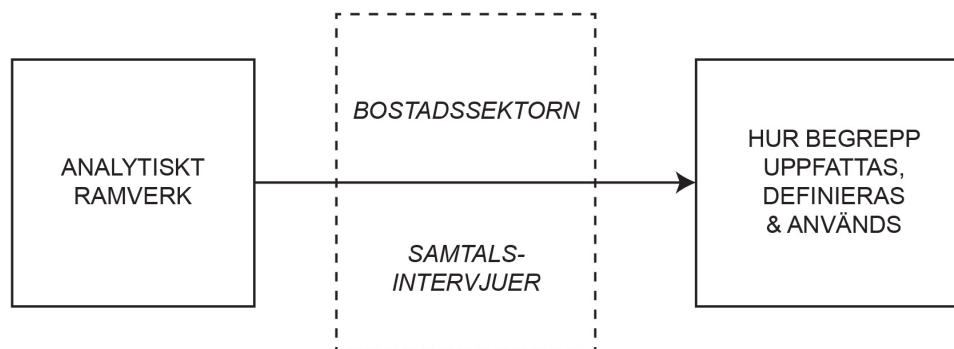 ANALYTISKT
RAMVERK
BOSTADSSEKTORN
SAMTALS-
INTERVJUER
HUR BEGREPP
UPPFATTAS,
DEFINIERAS
& ANVÄNDS